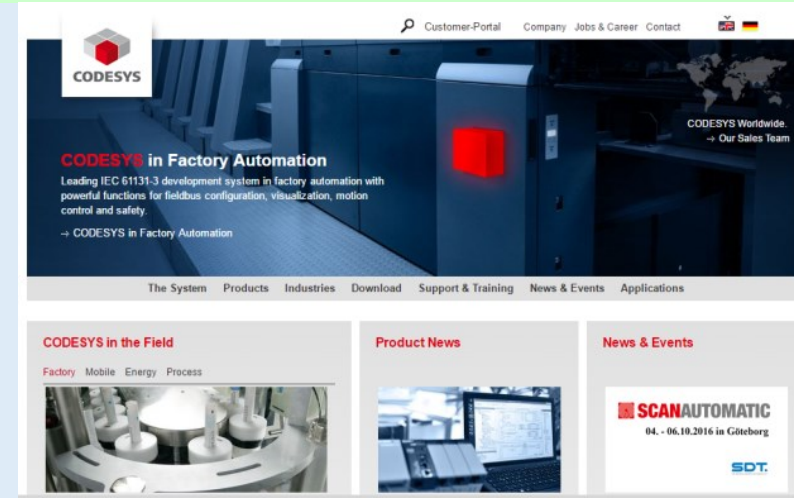 Customer-Portal Company Jobs & Career Contact
CODESYS
CODESYS Worldwide.
→ Our Sales Team
CODESYS in Factory Automation
Leading IEC 61131-3 development system in factory automation with
powerful functions for fieldbus configuration, visualization, motion
control and safety.
→ CODESYS in Factory Automation
The System Products Industries Download Support & Training News & Events Applications
CODESYS in the Field
Factory Mobile Energy Process
Product News
News & Events
SCANAUTOMATIC
04. - 06.10.2016 in Göteborg
SDT.